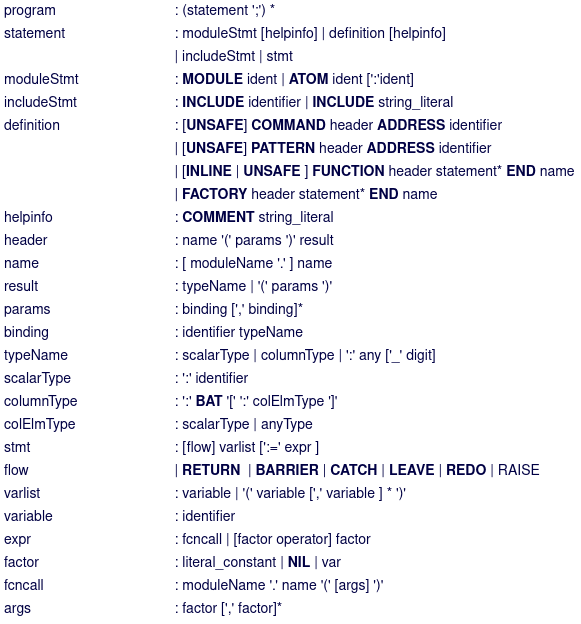 program : (statement ';') *
statement : moduleStmt [helpinfo] | definition [helpinfo]
| includeStmt | stmt
moduleStmt : MODULE ident | ATOM ident [':'ident]
includeStmt : INCLUDE identifier | INCLUDE string_literal
definition : [UNSAFE] COMMAND header ADDRESS identifier
| [UNSAFE] PATTERN header ADDRESS identifier
| [INLINE | UNSAFE ] FUNCTION header statement* END name
| FACTORY header statement* END name
helpinfo : COMMENT string_literal
header : name '(' params ')' result
name : [ moduleName '.' ] name
result : typeName | '(' params ')'
params : binding [',' binding]*
binding : identifier typeName
typeName : scalarType | columnType | ':' any ['_' digit]
scalarType : ':' identifier
columnType : ':' BAT '[' ':' colElmType ']'
colElmType : scalarType | anyType
stmt : [flow] varlist [':=' expr ]
flow | RETURN | BARRIER | CATCH | LEAVE | REDO | RAISE
varlist : variable | '(' variable [',' variable ] * ')'
variable : identifier
expr : fcncall | [factor operator] factor
factor : literal_constant | NIL | var
fcncall : moduleName '.' name '(' [args] ')'
args : factor [',' factor]*